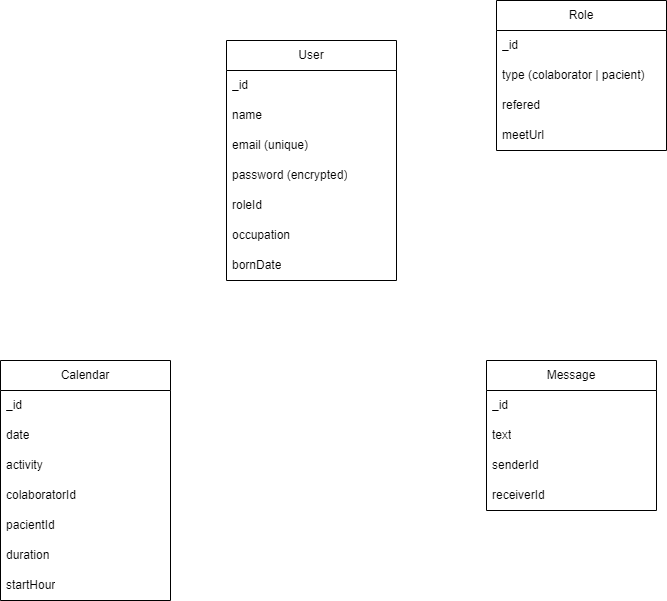 Role
_id
type (colaborator | pacient)
refered
meetUrl
User
_id
name
email (unique)
password (encrypted)
roleId
occupation
bornDate
Calendar
_id
date
activity
colaboratorId
pacientId
duration
startHour
Message
_id
text
senderId
receiverId